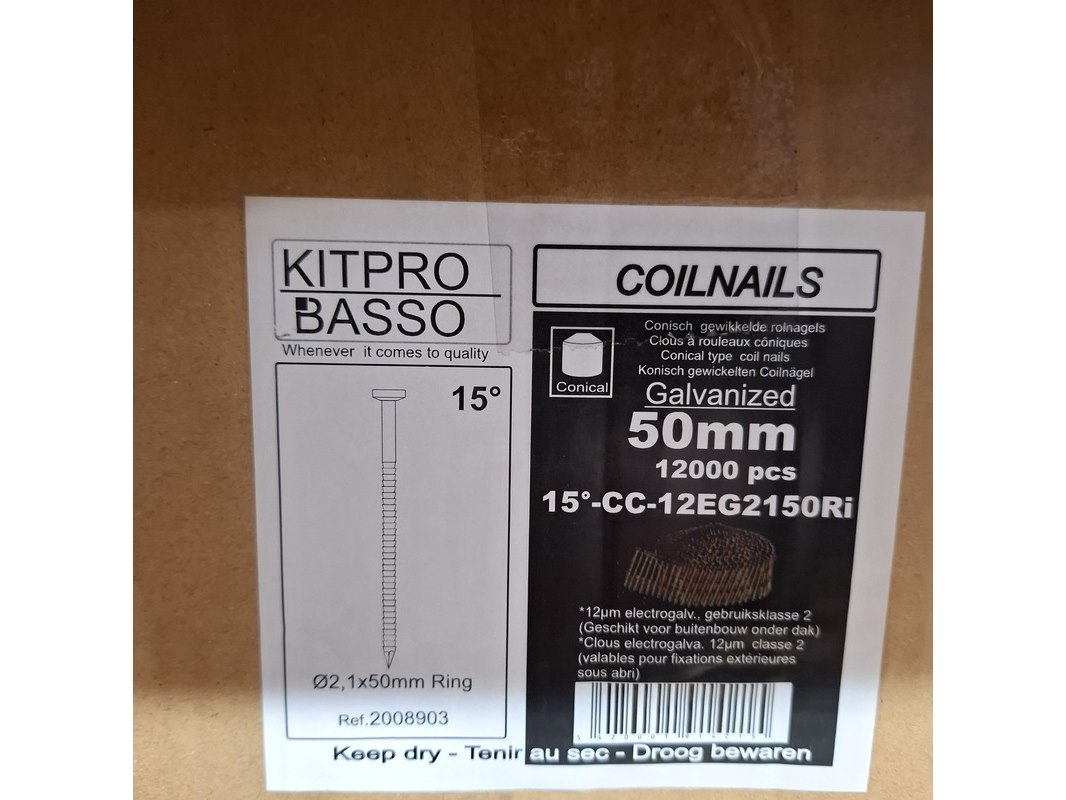 KITPRO
BASSO
Whenever it comes to quality
15°
Ø2,1x50mm Ring
Ref.2008903
COILNAILS
Conical
Conisch gewikkelde rolnagels
Clous à rouleaux côniques
Conical type coil nails
Konisch gewickelten Coilnägel
Galvanized
50mm
12000 pcs
15°-CC-12EG2150Ri
*12µm electrogalv., gebruiksklasse 2
(Geschikt voor buitenbouw onder dak)
*Clous electrogalva. 12µm classe 2
(valables pour fixations extérieures
sous abri)
Keep dry - Tenir au sec - Droog bewaren